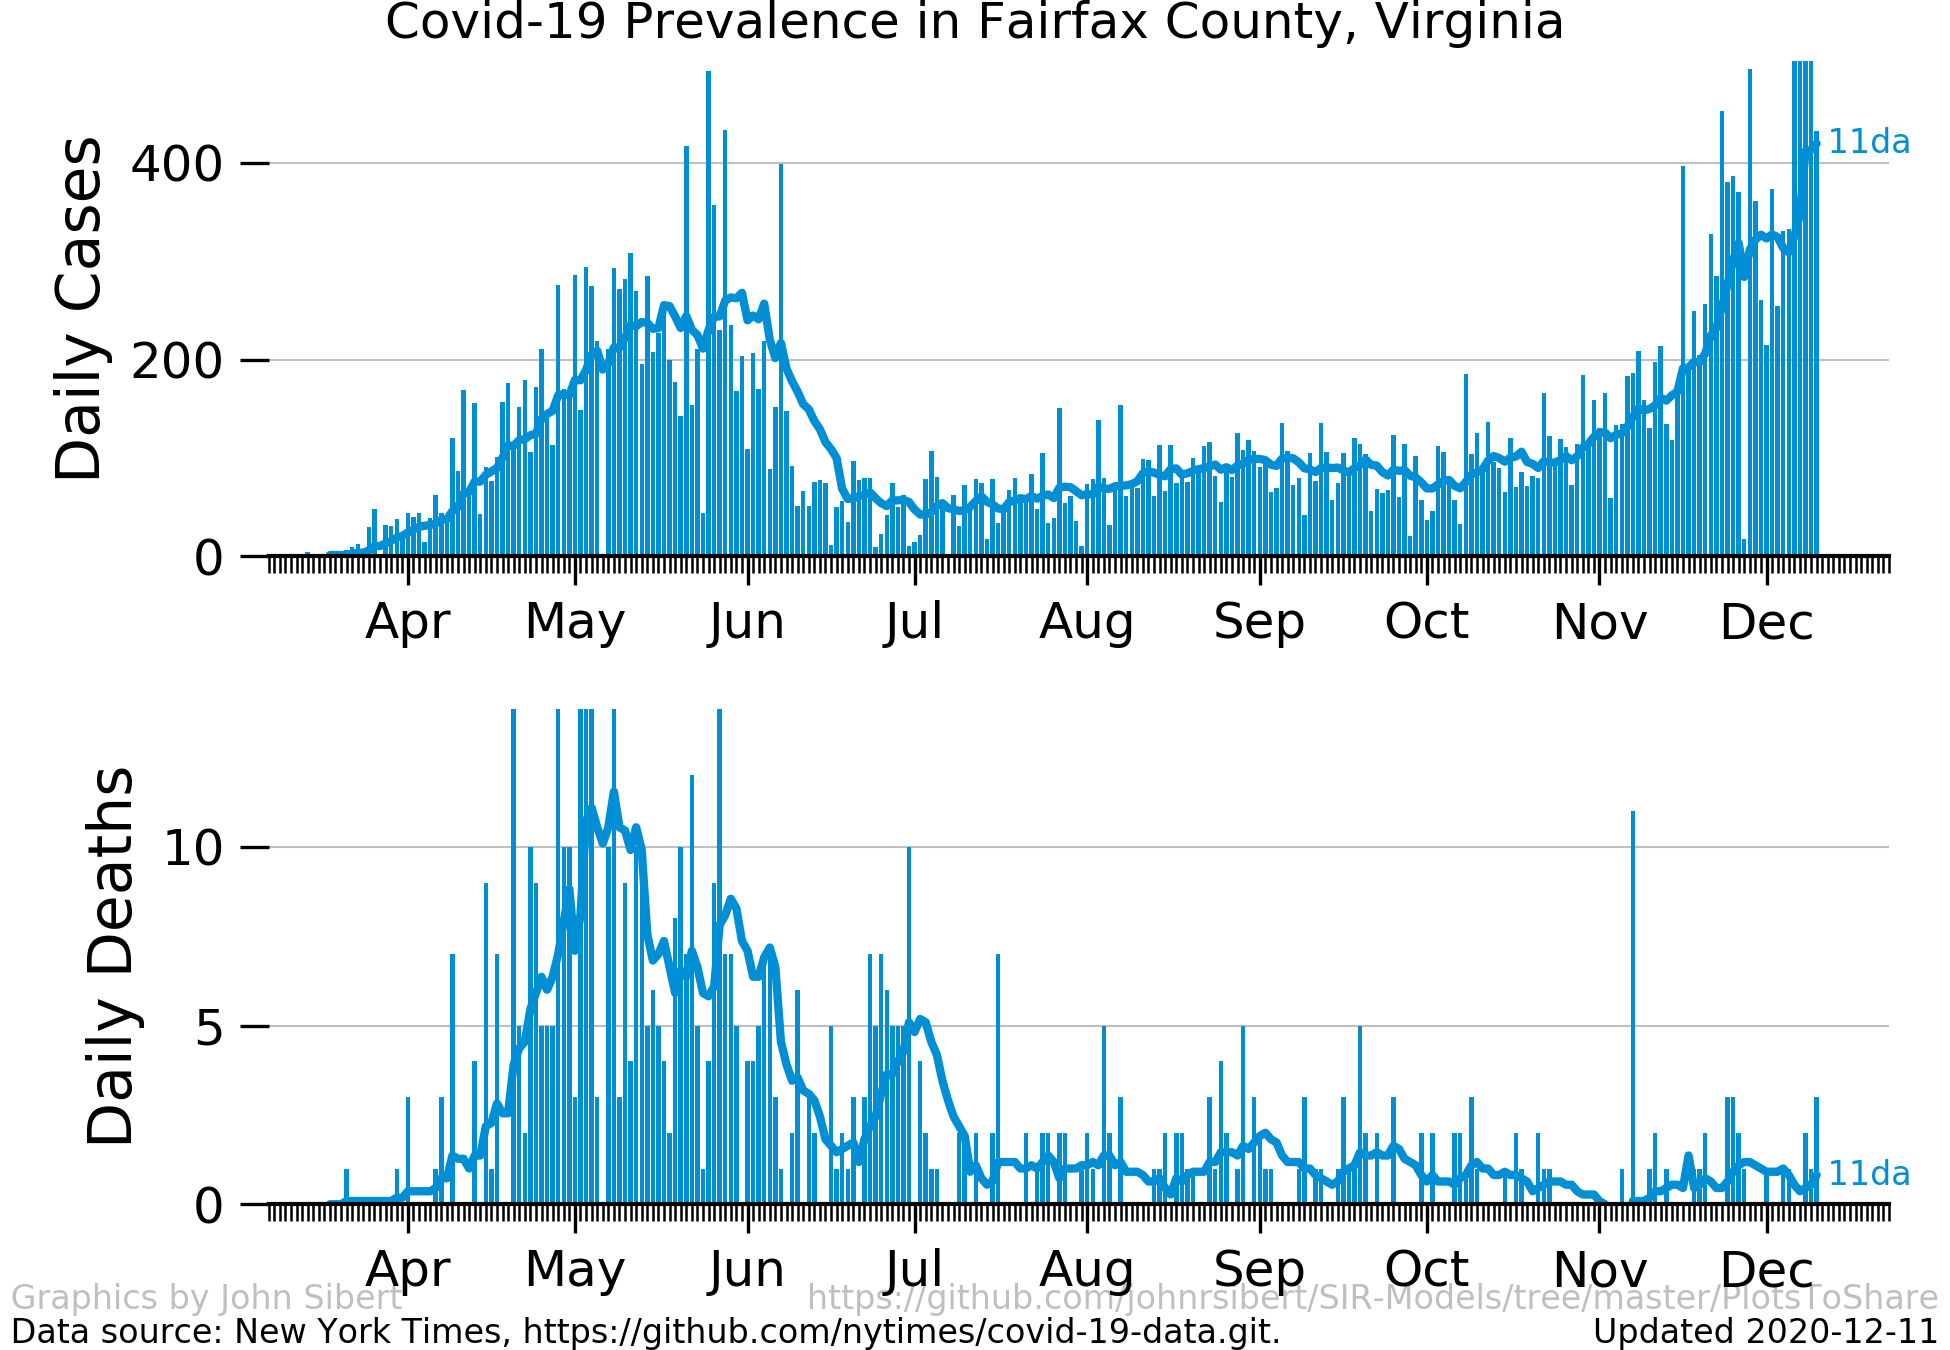 Covid-19 Prevalence in Fairfax County, Virginia
Daily Cases
400
200
0
11da
Apr May Jun Jul Aug Sep Oct Nov Dec
Daily Deaths
10
5
0
11da
Apr May Jun Jul Aug Sep Oct Nov Dec
Graphics by John Sibert https://github.com/johnrsibert/SIR-Models/tree/master/PlotsToShare
Data source: New York Times, https://github.com/nytimes/covid-19-data.git. Updated 2020-12-11